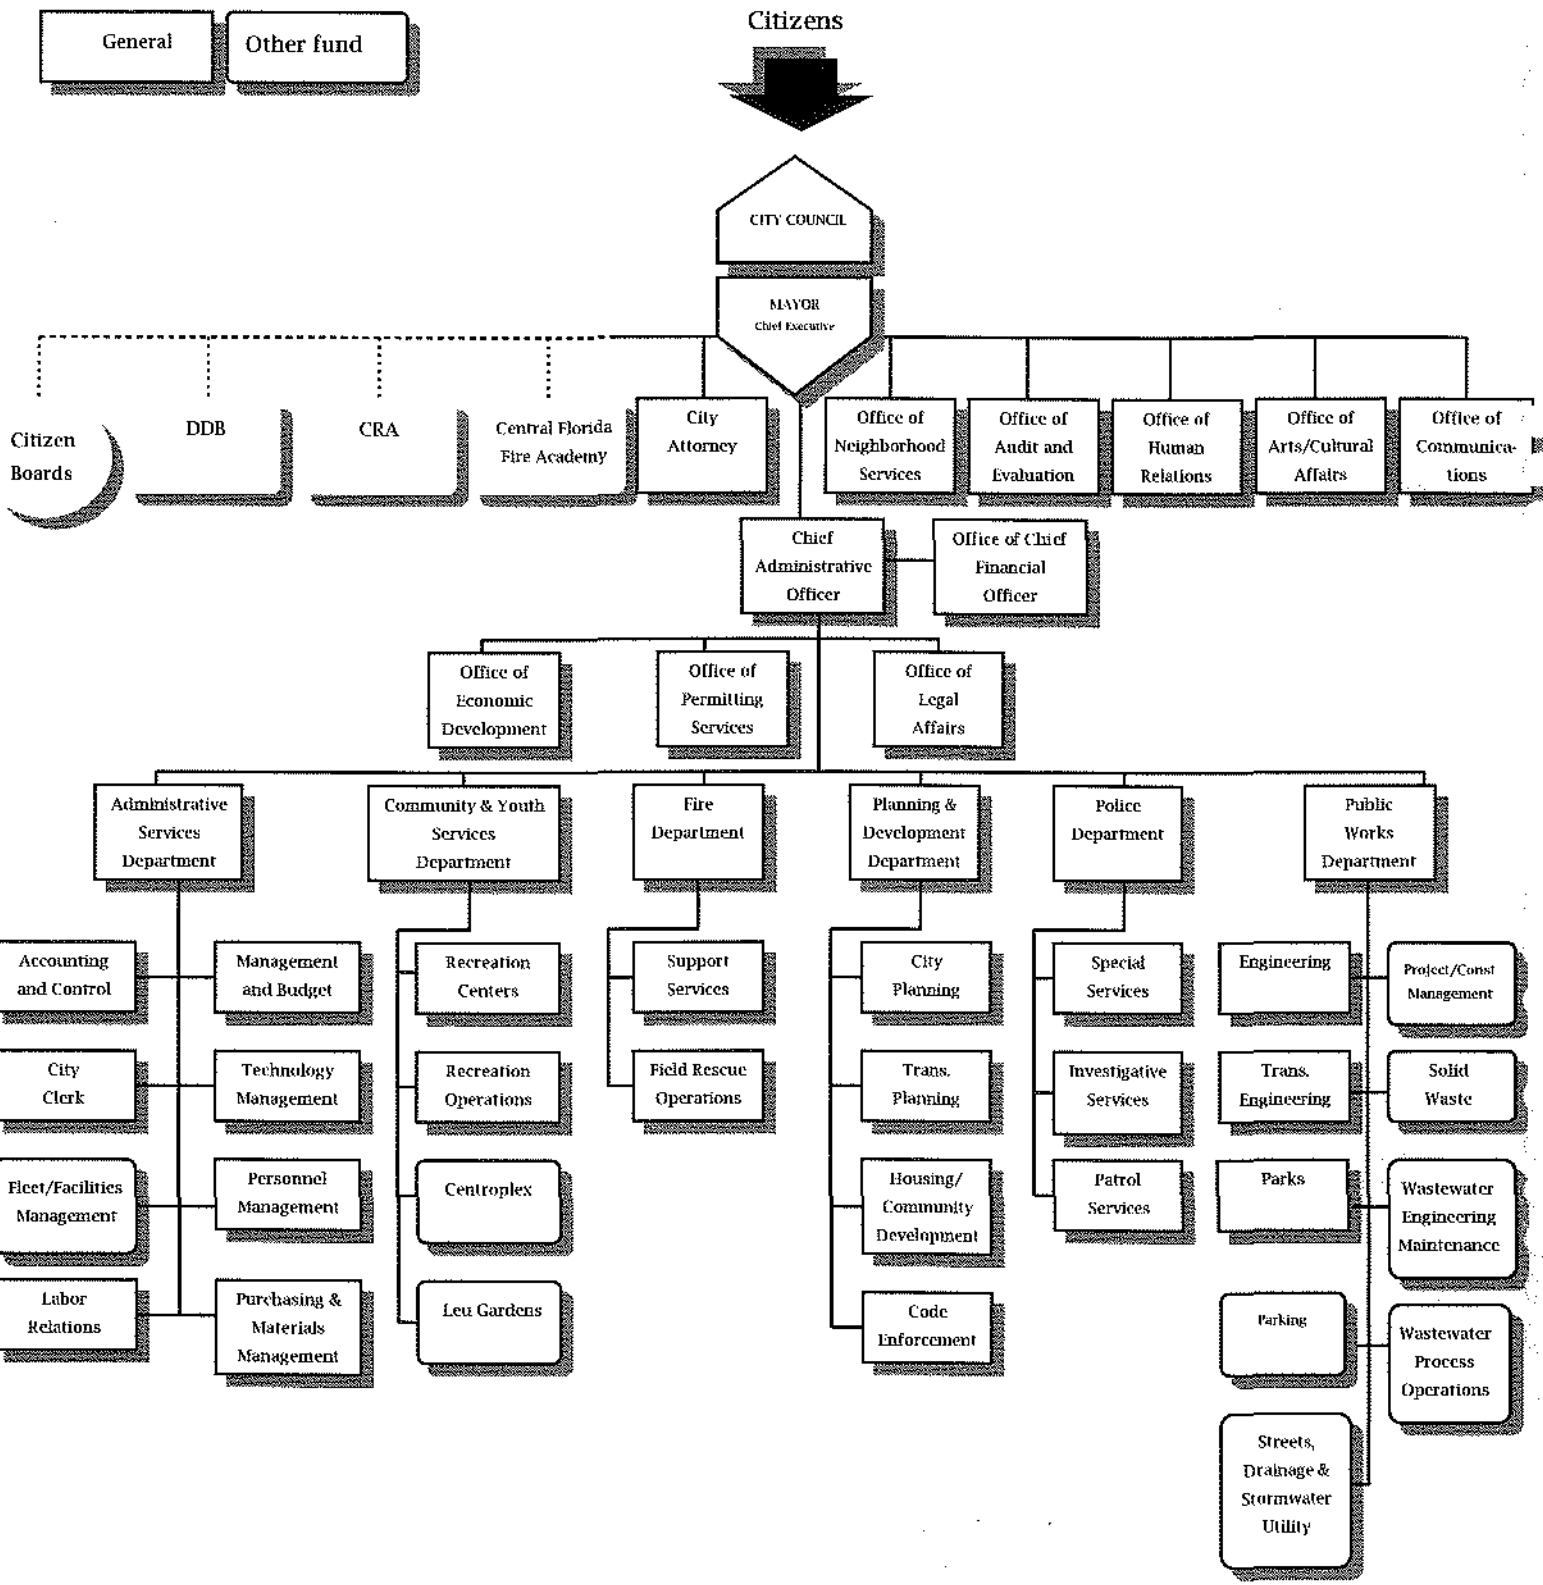 General
Other fund
Citizens
CITY COUNCIL
MAYOR
Chief Executive
Citizen
Boards
DDB
CRA
Central Florida
Fire Academy
City
Attorney
Office of
Neighborhood
Services
Office of
Audit and
Evaluation
Office of
Human
Relations
Office of
Arts/Cultural
Affairs
Office of
Communica-
tions
Chief
Administrative
Officer
Office of Chief
Financial
Officer
Office of
Economic
Development
Office of
Permitting
Services
Office of
Legal
Affairs
Administrative
Services
Department
Community & Youth
Services
Department
Fire
Department
Planning &
Development
Department
Police
Department
Public
Works
Department
Accounting
and Control
Management
and Budget
Recreation
Centers
Support
Services
City
Planning
Special
Services
Engineering
Project/Const
Management
City
Clerk
Technology
Management
Recreation
Operations
Field Rescue
Operations
Trans.
Planning
Investigative
Services
Trans.
Engineering
Solid
Waste
Fleet/Facilities
Management
Personnel
Management
Centroplex
Housing/
Community
Development
Patrol
Services
Parks
Wastewater
Engineering
Maintenance
Labor
Relations
Purchasing &
Materials
Management
Leu Gardens
Code
Enforcement
Parking
Wastewater
Process
Operations
Streets,
Drainage &
Stormwater
Utility